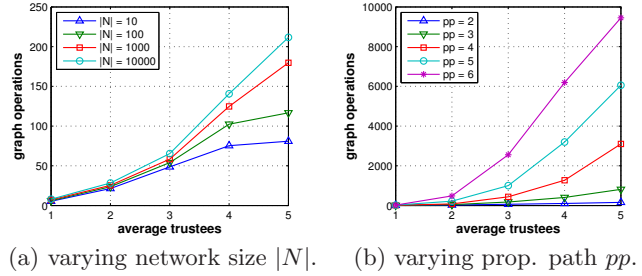 250
200
150
100
50
0
graph operations
|N| = 10
|N| = 100
|N| = 1000
|N| = 10000
1 2 3 4 5
average trustees
(a) varying network size |N|.
10000
8000
6000
4000
2000
0
graph operations
pp = 2
pp = 3
pp = 4
pp = 5
pp = 6
1 2 3 4 5
average trustees
(b) varying prop. path pp.